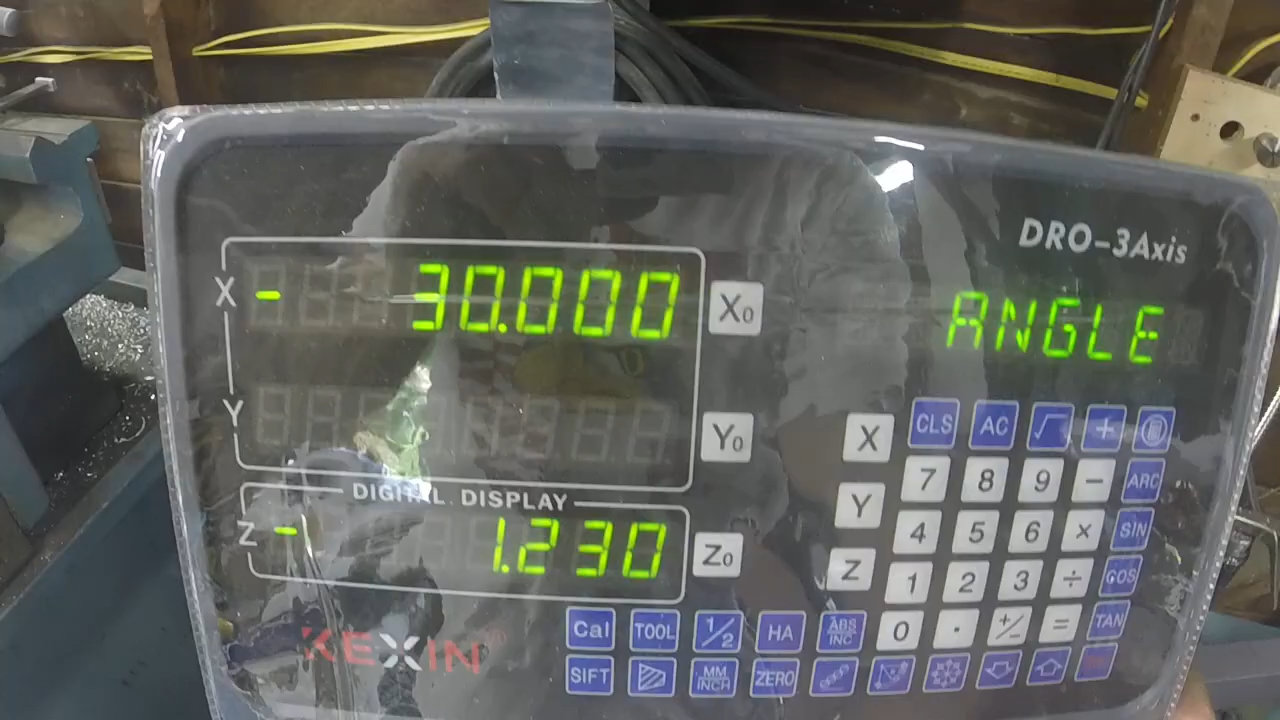 DRO-3Axis
X - 30.000 X0
ANGLE
Y Y0
DIGITAL DISPLAY
Z - 1.230 Z0
KEXIN®
X CLS AC √ +
7 8 9 - ARC
Y 4 5 6 × SIN
Z 1 2 3 ÷ COS
Cal TOOL 1/2 HA ABS/INC 0 . +/- = TAN
SIFT MM/INCH ZERO